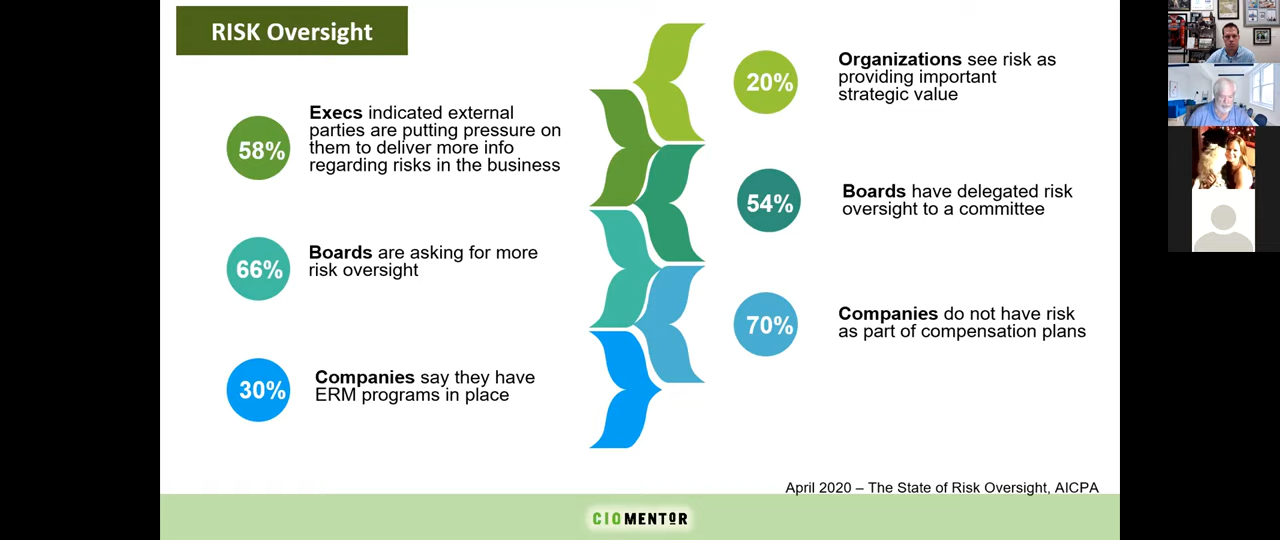 RISK Oversight
58%
Execs indicated external
parties are putting pressure on
them to deliver more info
regarding risks in the business
66%
Boards are asking for more
risk oversight
30%
Companies say they have
ERM programs in place
20%
Organizations see risk as
providing important
strategic value
54%
Boards have delegated risk
oversight to a committee
70%
Companies do not have risk
as part of compensation plans
April 2020 – The State of Risk Oversight, AICPA
CIOMENTOR